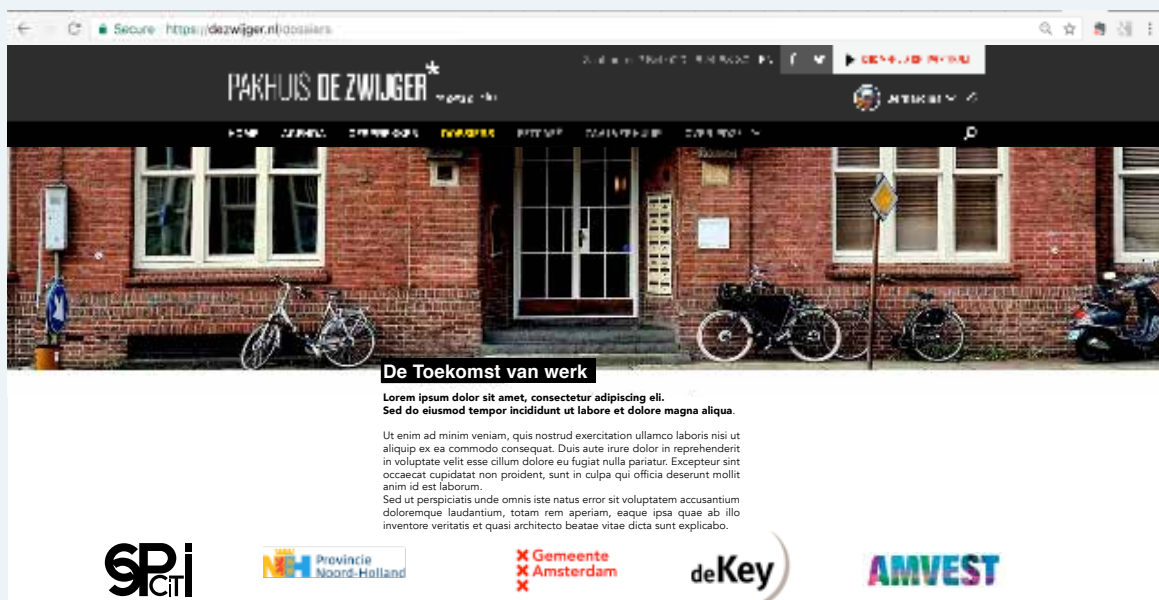 Secure https://dezwijger.nl/dossiers
PAKHUIS DE ZWIJGER*
HOME AGENDA DOSSIERS
De Toekomst van werk
Lorem ipsum dolor sit amet, consectetur adipiscing eli.
Sed do eiusmod tempor incididunt ut labore et dolore magna aliqua.
Ut enim ad minim veniam, quis nostrud exercitation ullamco laboris nisi ut
aliquip ex ea commodo consequat. Duis aute irure dolor in reprehenderit
in voluptate velit esse cillum dolore eu fugiat nulla pariatur. Excepteur sint
occaecat cupidatat non proident, sunt in culpa qui officia deserunt mollit
anim id est laborum.
Sed ut perspiciatis unde omnis iste natus error sit voluptatem accusantium
doloremque laudantium, totam rem aperiam, eaque ipsa quae ab illo
inventore veritatis et quasi architecto beatae vitae dicta sunt explicabo.
SPCiTi
NH Provincie
Noord-Holland
Gemeente
Amsterdam
deKey
AMVEST